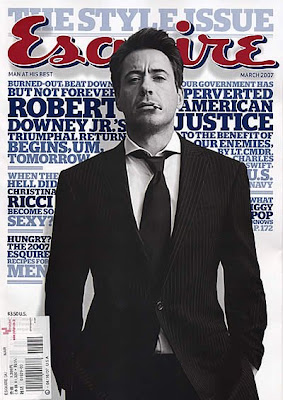 THE STYLE ISSUE
Esquire
MAN AT HIS BEST
MARCH 2007
BURNED-OUT, BEAT DOWN
BUT NOT FOREVER
ROBERT
DOWNEY JR.'S
TRIUMPHAL RETURN
BEGINS, UM,
TOMORROW
WHEN THE
HELL DID
CHRISTINA
RICCI
BECOME SO
SEXY?
HUNGRY?
THE 2007
ESQUIRE
RECIPES FOR
MEN
OUR GOVERNMENT HAS
PERVERTED
AMERICAN
JUSTICE
TO THE BENEFIT OF
OUR ENEMIES,
BY LT. CMDR.
CHARLES
SWIFT,
U.S.
NAVY
WHAT
IGGY
POP
KNOWS
P.172
$3.50 U.S.